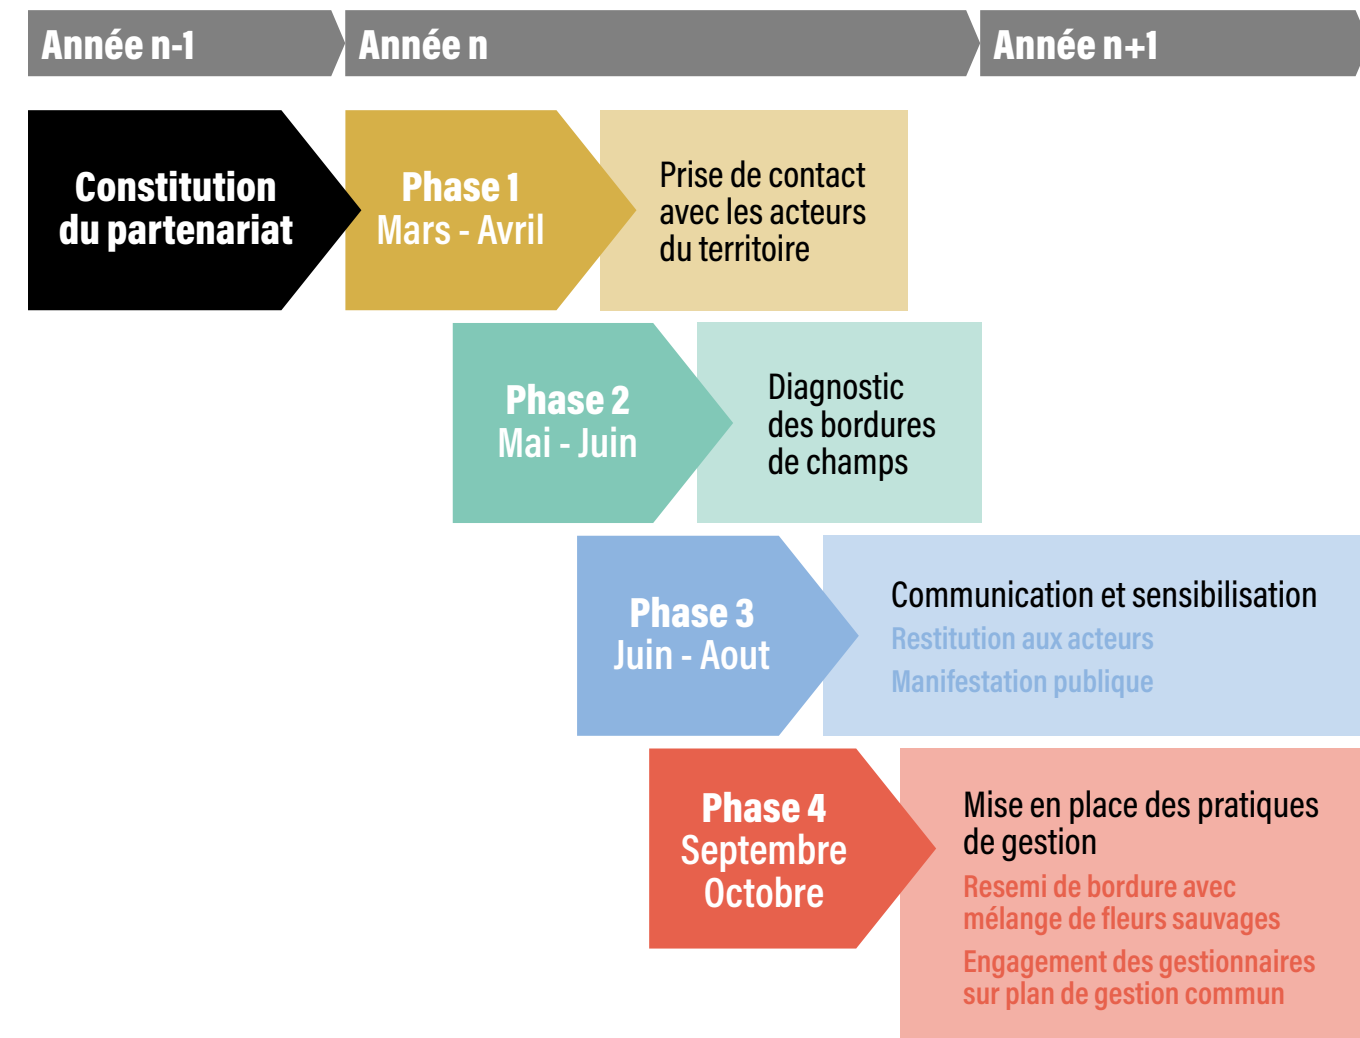 Année n-1
Année n
Année n+1
Constitution
du partenariat
Phase 1
Mars - Avril
Prise de contact
avec les acteurs
du territoire
Phase 2
Mai - Juin
Diagnostic
des bordures
de champs
Phase 3
Juin - Aout
Communication et sensibilisation
Restitution aux acteurs
Manifestation publique
Phase 4
Septembre
Octobre
Mise en place des pratiques
de gestion
Resemi de bordure avec
mélange de fleurs sauvages
Engagement des gestionnaires
sur plan de gestion commun